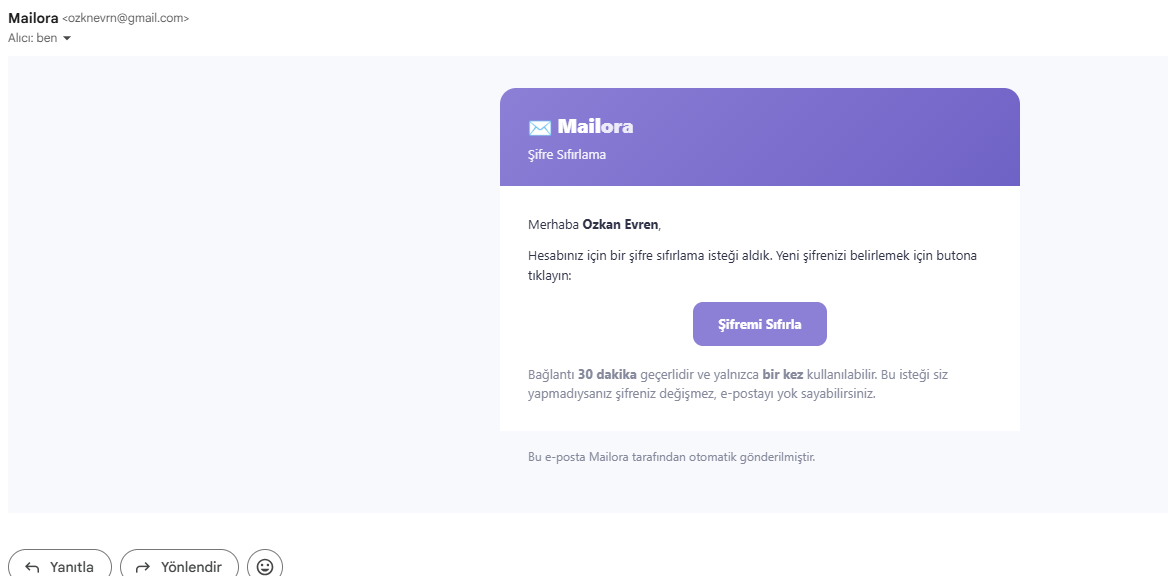 Mailora <ozknevrn@gmail.com>
Alıcı: ben
Mailora
Şifre Sıfırlama
Merhaba Ozkan Evren,
Hesabınız için bir şifre sıfırlama isteği aldık. Yeni şifrenizi belirlemek için butona
tıklayın:
Şifremi Sıfırla
Bağlantı 30 dakika geçerlidir ve yalnızca bir kez kullanılabilir. Bu isteği siz
yapmadıysanız şifreniz değişmez, e-postayı yok sayabilirsiniz.
Bu e-posta Mailora tarafından otomatik gönderilmiştir.
Yanıtla
Yönlendir